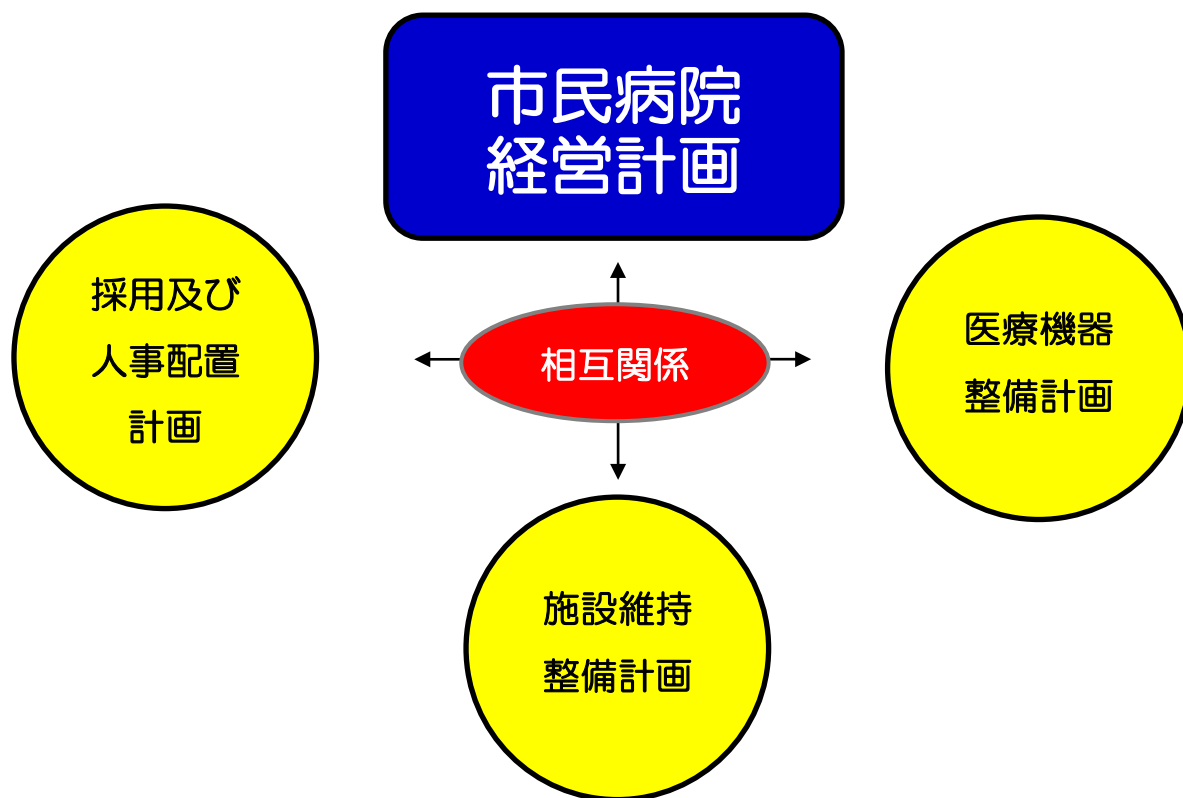 市民病院
経営計画
採用及び
人事配置
計画
相互関係
医療機器
整備計画
施設維持
整備計画